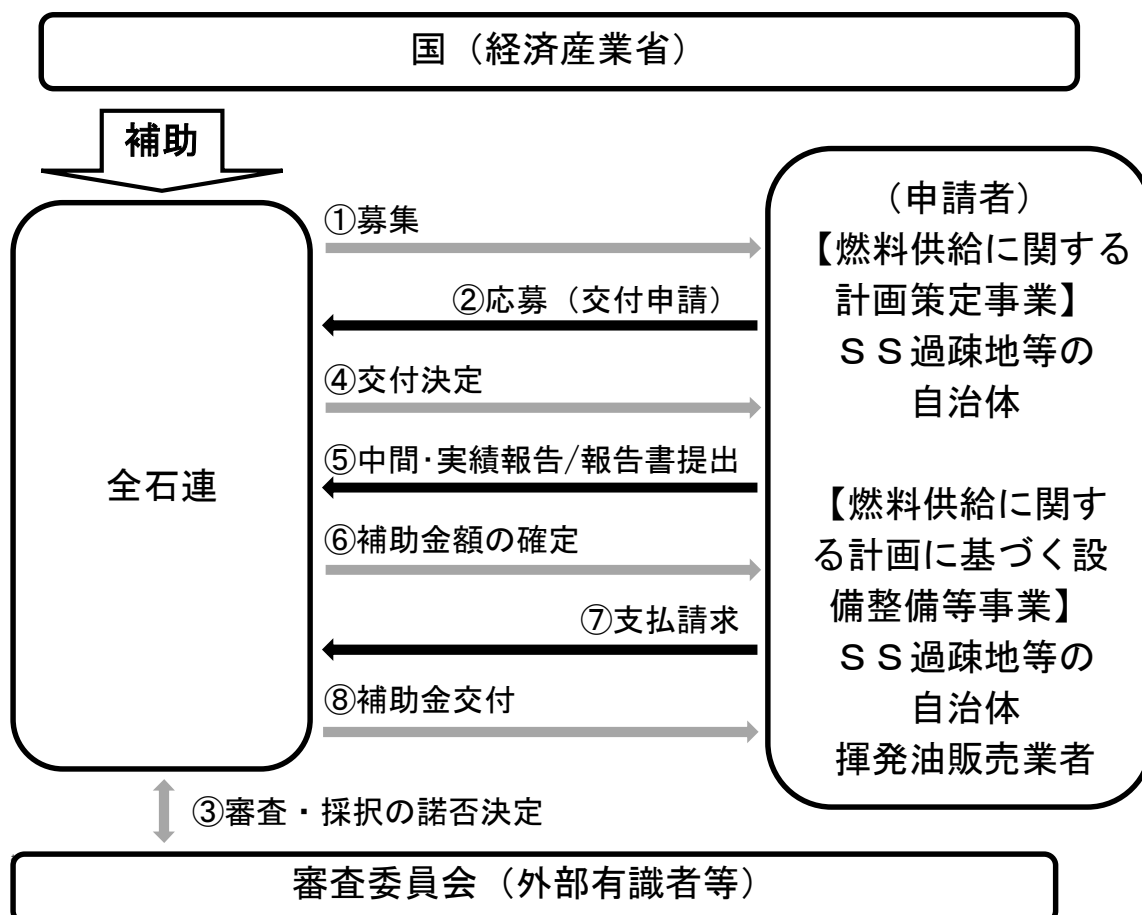 国（経済産業省）
補助
全石連
①募集
②応募（交付申請）
④交付決定
⑤中間・実績報告/報告書提出
⑥補助金額の確定
⑦支払請求
⑧補助金交付
（申請者）
【燃料供給に関する
計画策定事業】
ＳＳ過疎地等の
自治体
【燃料供給に関す
る計画に基づく設
備整備等事業】
ＳＳ過疎地等の
自治体
揮発油販売業者
③審査・採択の諾否決定
審査委員会（外部有識者等）